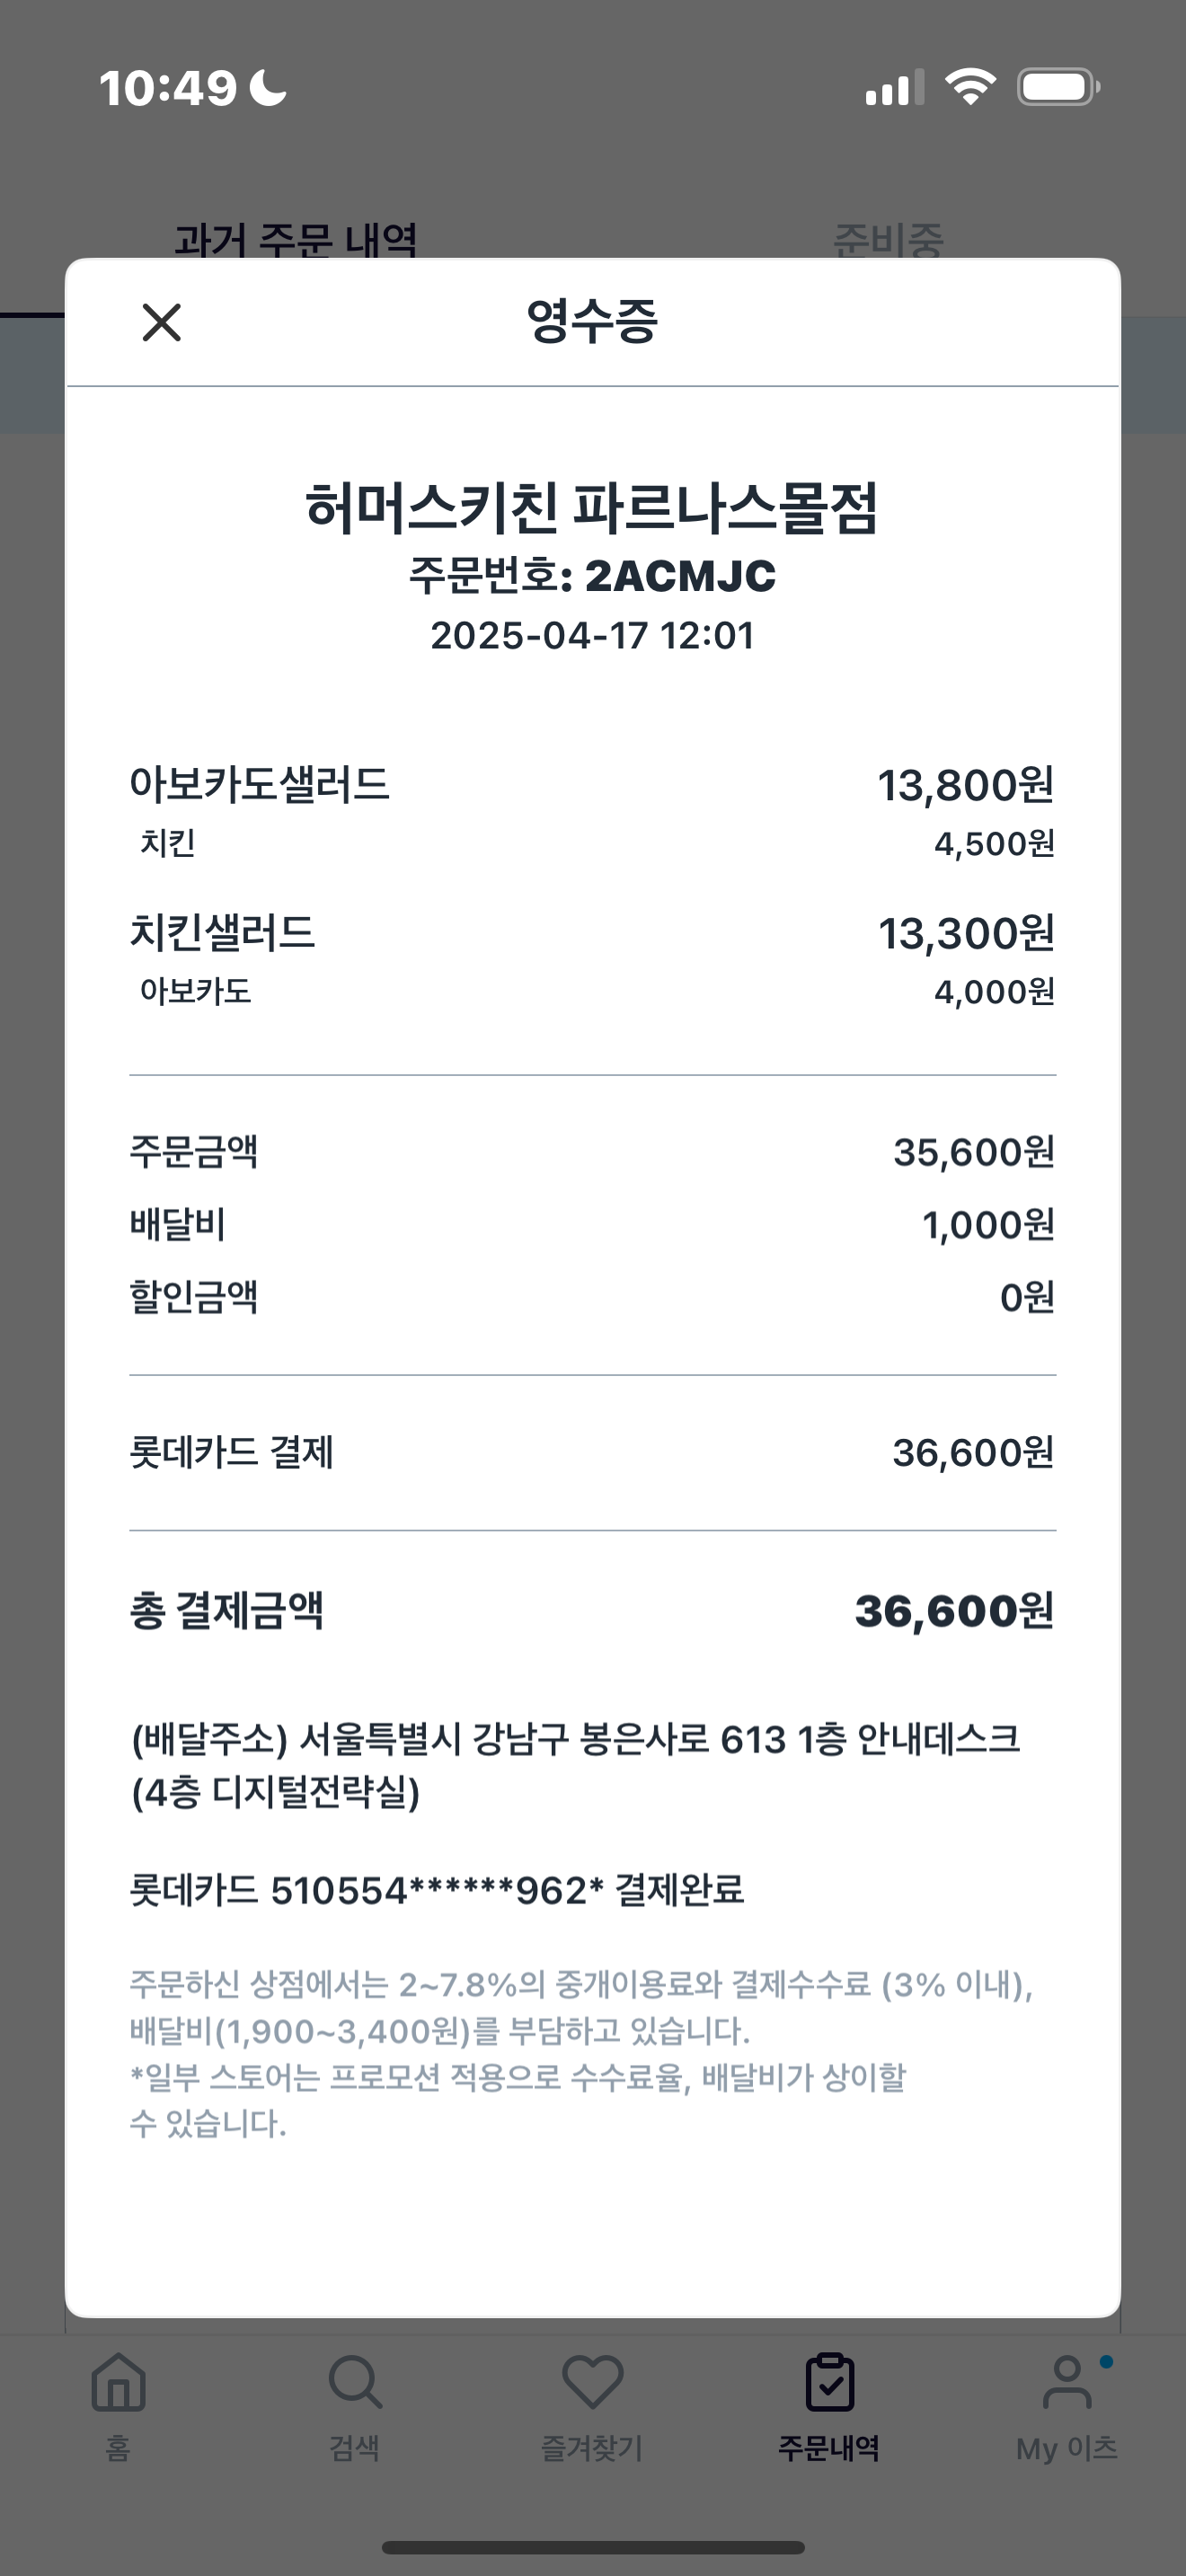 10:49
과거 주문 내역 준비중
영수증
허머스키친 파르나스몰점
주문번호: 2ACMJC
2025-04-17 12:01
아보카도샐러드 13,800원
치킨 4,500원
치킨샐러드 13,300원
아보카도 4,000원
주문금액 35,600원
배달비 1,000원
할인금액 0원
롯데카드 결제 36,600원
총 결제금액 36,600원
(배달주소) 서울특별시 강남구 봉은사로 613 1층 안내데스크
(4층 디지털전략실)
롯데카드 510554******962* 결제완료
주문하신 상점에서는 2~7.8%의 중개이용료와 결제수수료 (3% 이내),
배달비(1,900~3,400원)를 부담하고 있습니다.
*일부 스토어는 프로모션 적용으로 수수료율, 배달비가 상이할
수 있습니다.
홈 검색 즐겨찾기 주문내역 My 이츠